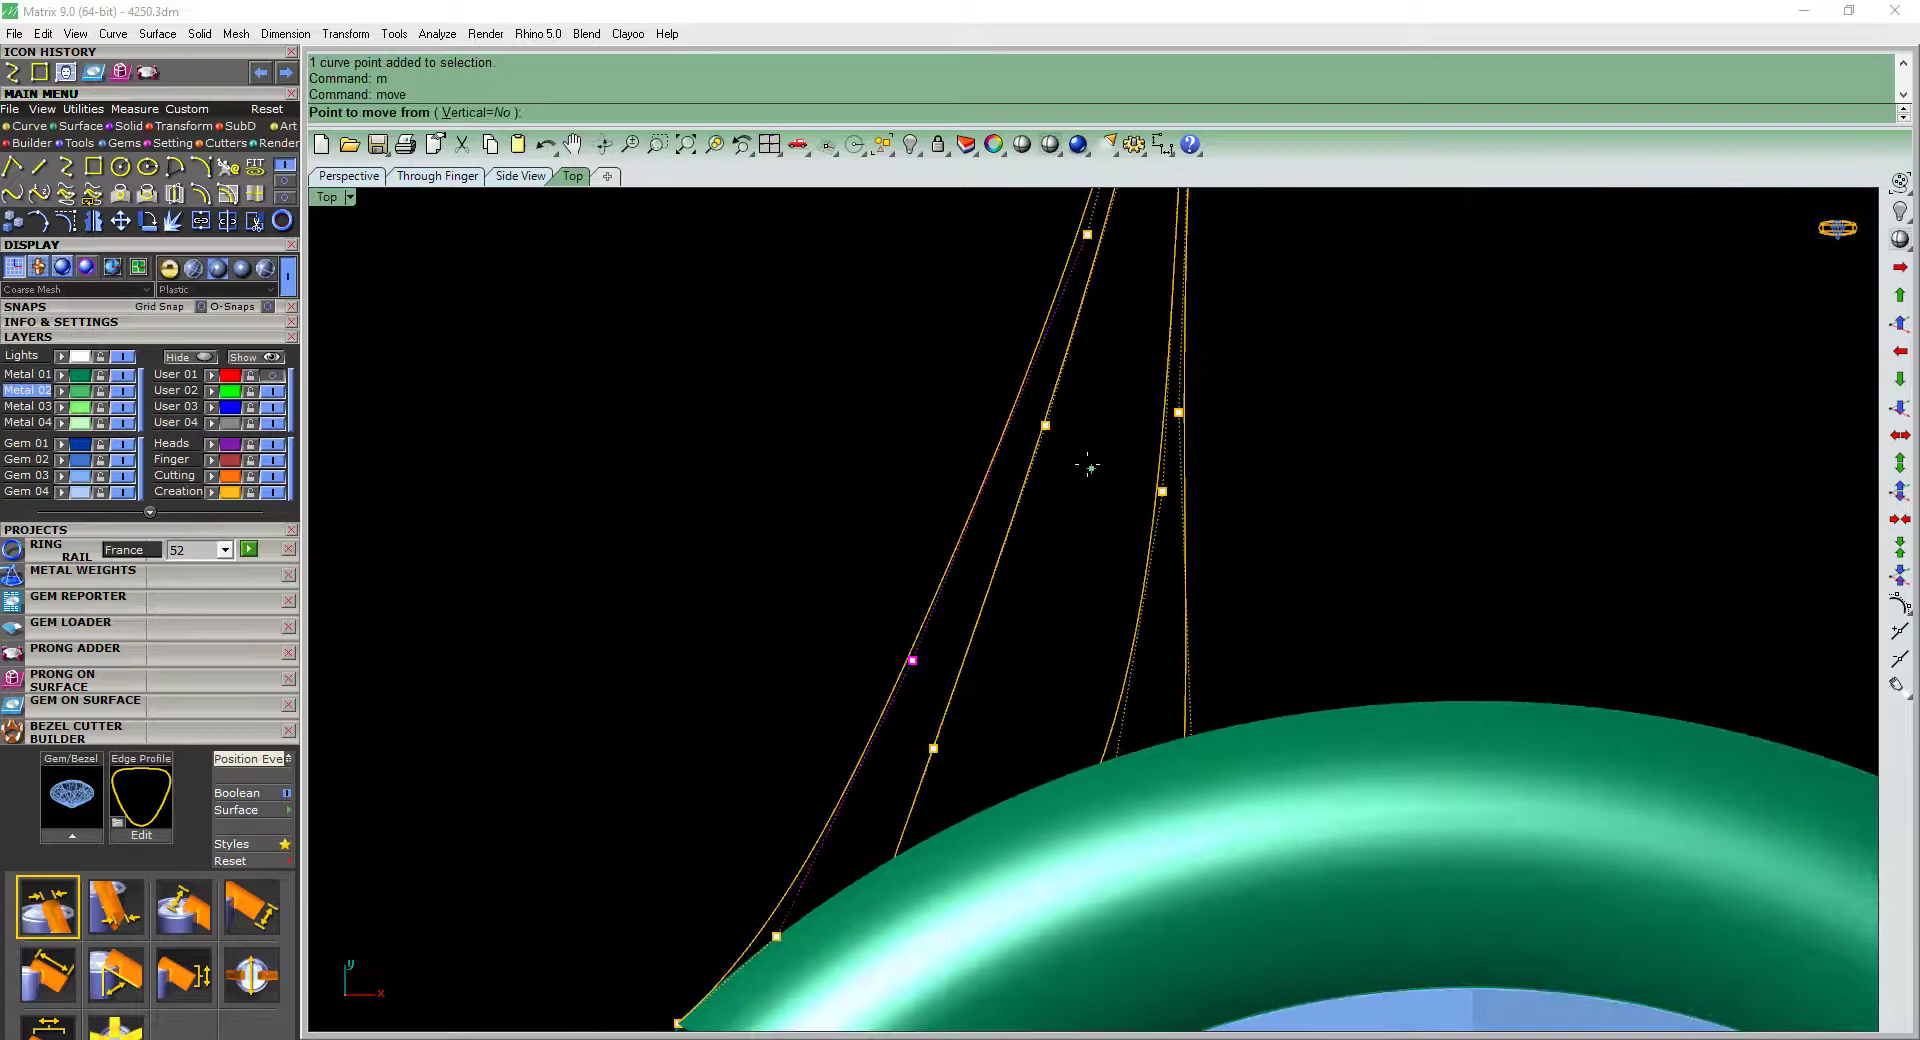 Matrix 9.0 (64-bit) - 4250.3dm
File Edit View Curve Surface Solid Mesh Dimension Transform Tools Analyze Render Rhino 5.0 Blend Clayoo Help
ICON HISTORY
1 curve point added to selection.
Command: m
Command: move
Point to move from ( Vertical=No ):
MAIN MENU
File View Utilities Measure Custom Reset
Curve Surface Solid Transform SubD Art
Builder Tools Gems Setting Cutters Render
FIT
Perspective Through Finger Side View Top
Top
DISPLAY
Coarse Mesh Plastic
SNAPS Grid Snap O-Snaps
INFO & SETTINGS
LAYERS
Lights Hide Show
Metal 01 User 01
Metal 02 User 02
Metal 03 User 03
Metal 04 User 04
Gem 01 Heads
Gem 02 Finger
Gem 03 Cutting
Gem 04 Creation
PROJECTS
RING RAIL France 52
METAL WEIGHTS
GEM REPORTER
GEM LOADER
PRONG ADDER
PRONG ON SURFACE
GEM ON SURFACE
BEZEL CUTTER BUILDER
Gem/Bezel Edge Profile Position Eve
Boolean
Surface
Edit
Styles
Reset
y
x